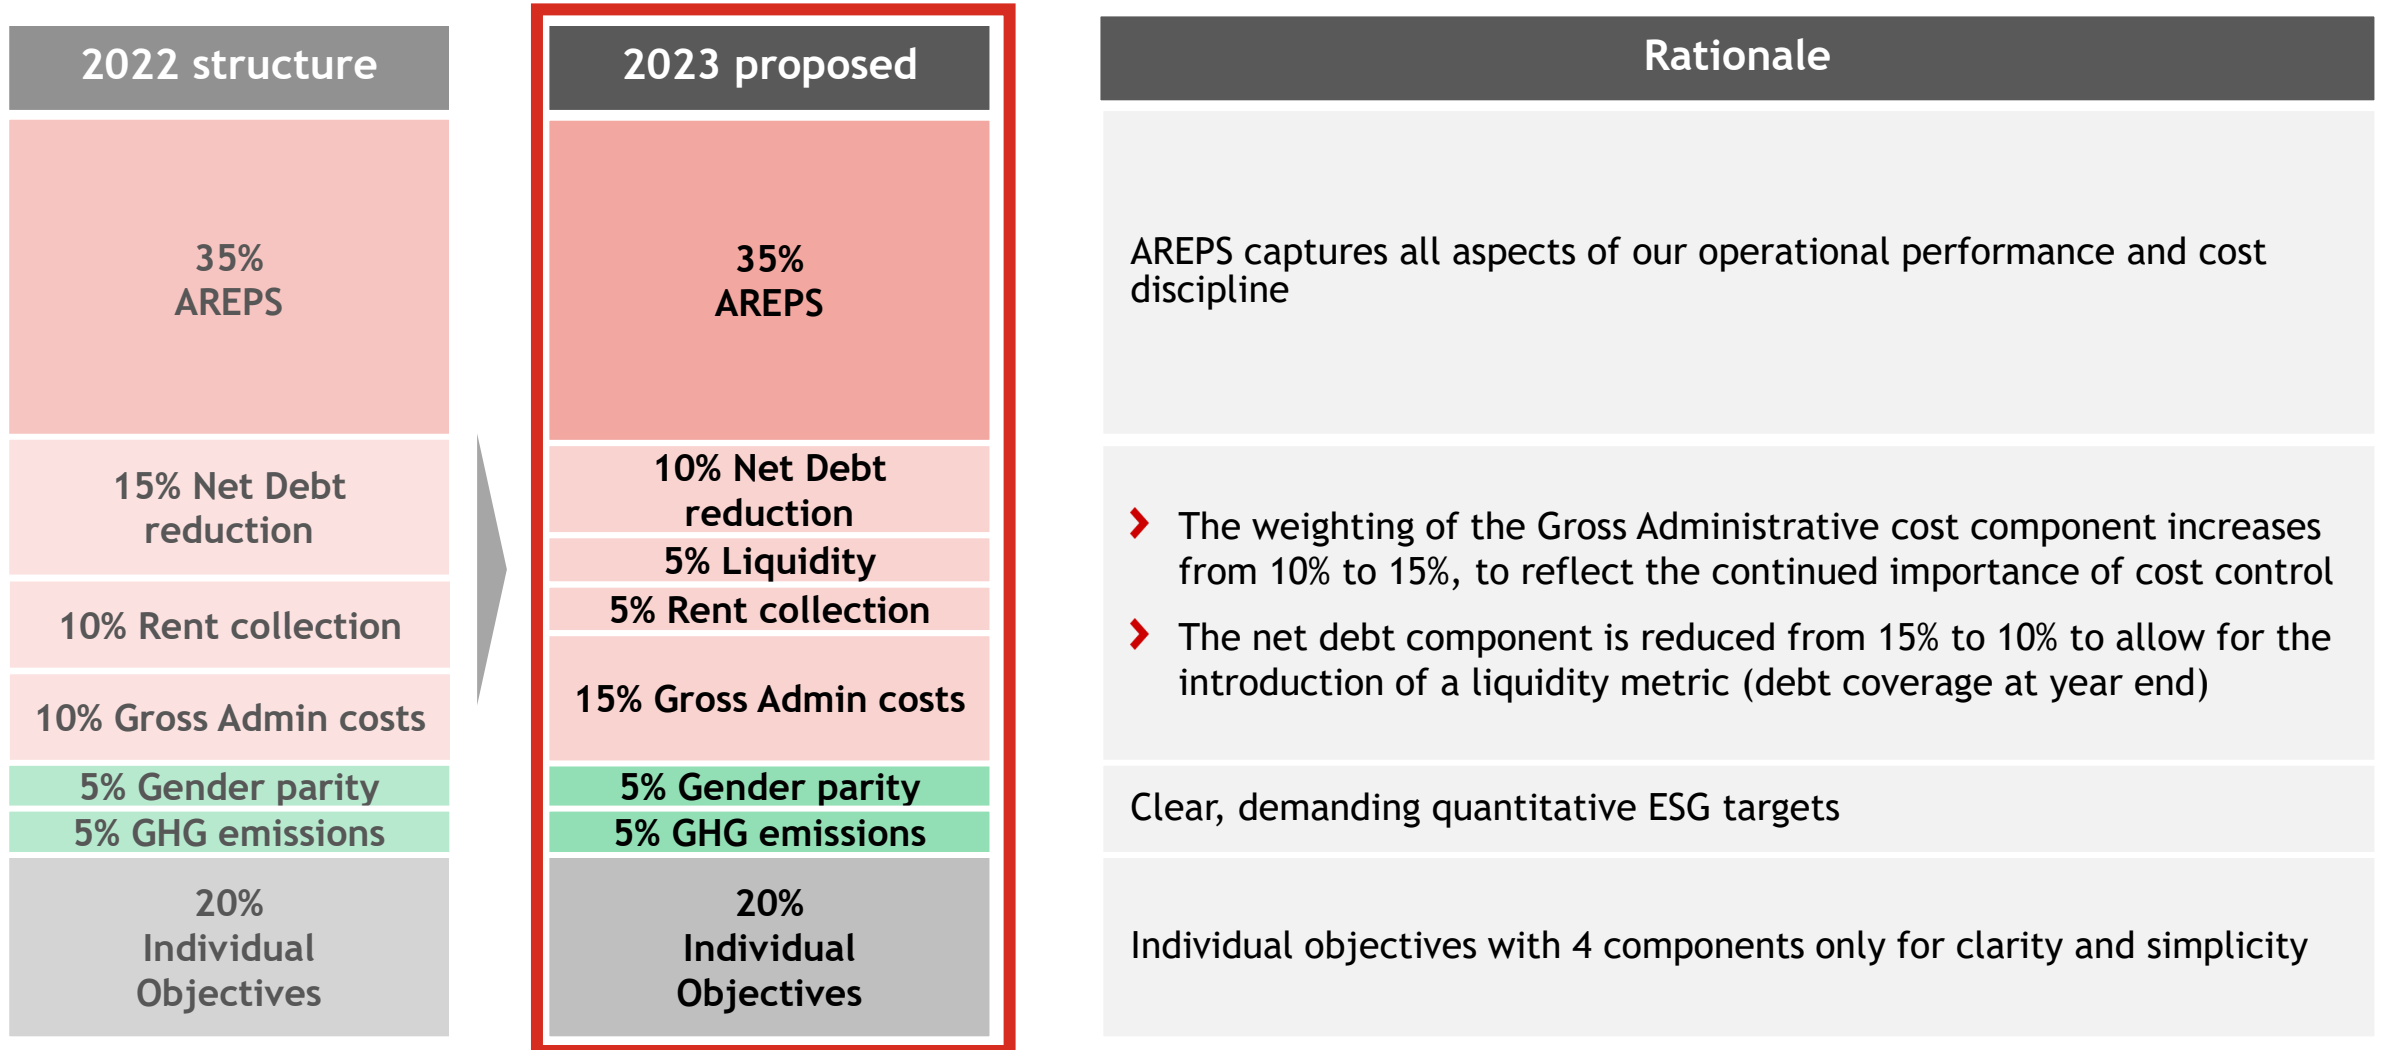 2022 structure
35%
AREPS
15% Net Debt
reduction
10% Rent collection
10% Gross Admin costs
5% Gender parity
5% GHG emissions
20%
Individual
Objectives
2023 proposed
35%
AREPS
10% Net Debt
reduction
5% Liquidity
5% Rent collection
15% Gross Admin costs
5% Gender parity
5% GHG emissions
20%
Individual
Objectives
Rationale
AREPS captures all aspects of our operational performance and cost
discipline
The weighting of the Gross Administrative cost component increases
from 10% to 15%, to reflect the continued importance of cost control
The net debt component is reduced from 15% to 10% to allow for the
introduction of a liquidity metric (debt coverage at year end)
Clear, demanding quantitative ESG targets
Individual objectives with 4 components only for clarity and simplicity